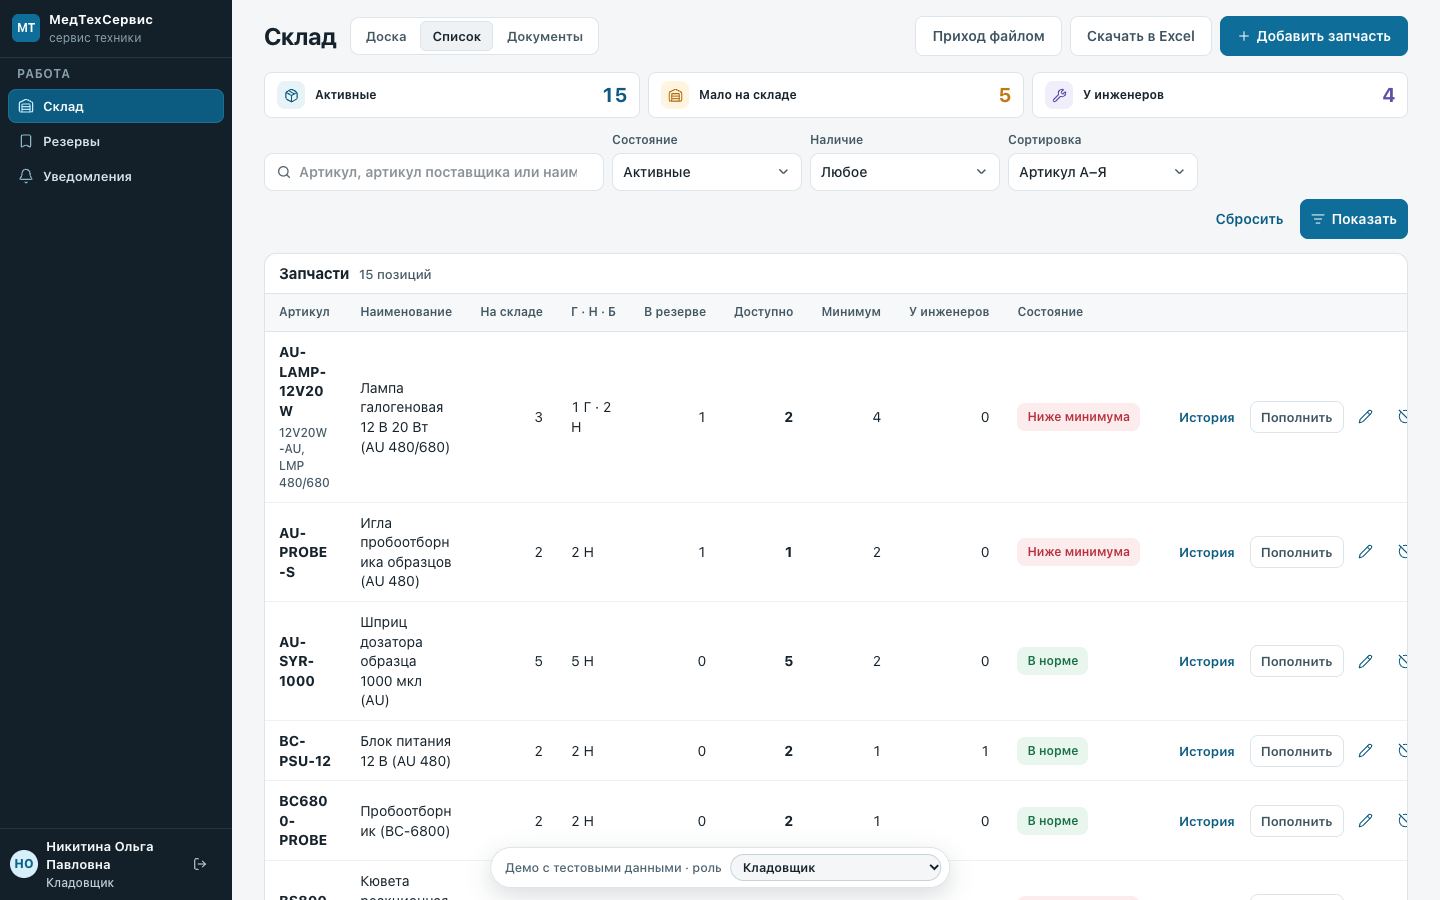 МТ
МедТехСервис
сервис техники
РАБОТА
Склад
Резервы
Уведомления
НО
Никитина Ольга
Павловна
Кладовщик
Склад
Доска
Список
Документы
Приход файлом
Скачать в Excel
Добавить запчасть
Активные
15
Мало на складе
5
У инженеров
4
Артикул, артикул поставщика или наим
Состояние
Активные
Наличие
Любое
Сортировка
Артикул А–Я
Сбросить
Показать
Запчасти 15 позиций
Артикул Наименование На складе Г · Н · Б В резерве Доступно Минимум У инженеров Состояние
AU-
LAMP-
12V20
W
12V20W
-AU,
LMP
480/680
Лампа
галогеновая
12 В 20 Вт
(AU 480/680)
3
1 Г · 2
Н
1
2
4
0
Ниже минимума
История
Пополнить
AU-
PROBE
-S
Игла
пробоотборн
ика образцов
(AU 480)
2
2 Н
1
1
2
0
Ниже минимума
История
Пополнить
AU-
SYR-
1000
Шприц
дозатора
образца
1000 мкл
(AU)
5
5 Н
0
5
2
0
В норме
История
Пополнить
BC-
PSU-12
Блок питания
12 В (AU 480)
2
2 Н
0
2
1
1
В норме
История
Пополнить
BC680
0-
PROBE
Пробоотборн
ик (BC-6800)
2
2 Н
0
2
1
0
В норме
История
Пополнить
Кювета
Демо с тестовыми данными · роль
Кладовщик